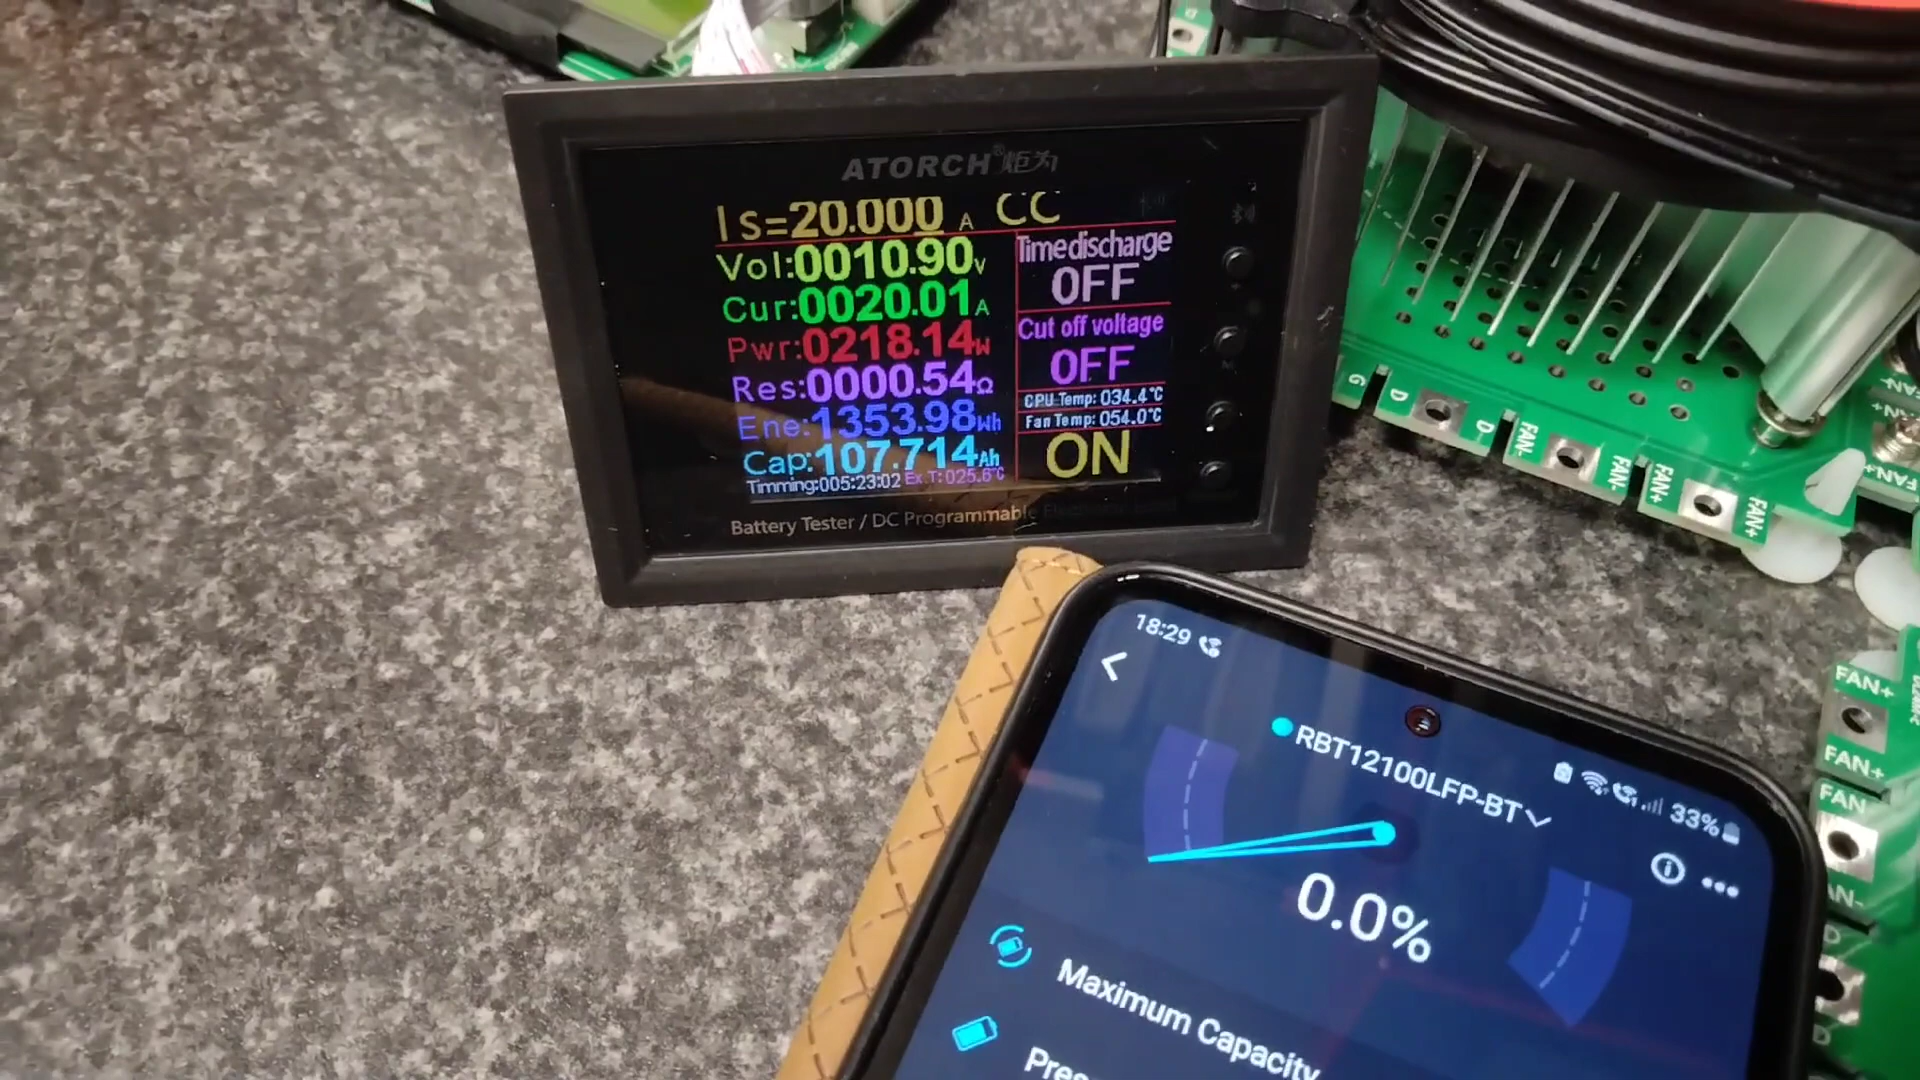 ATORCH®炬为
Is=20.000 A CC
Vol:0010.90V
Cur:0020.01A
Pwr:0218.14W
Res:0000.54Ω
Ene:1353.98Wh
Cap:107.714Ah
Timming:005:23:02 Ex.T:025.6°C
Timedischarge
OFF
Cut off voltage
OFF
CPU Temp: 034.4°C
Fan Temp: 054.0°C
ON
Battery Tester / DC Programmable
18:29
33%
RBT12100LFP-BT
0.0%
Maximum Capacity
G
D
D
FAN-
FAN-
FAN+
FAN+
FAN+
FAN+
FAN
D
D